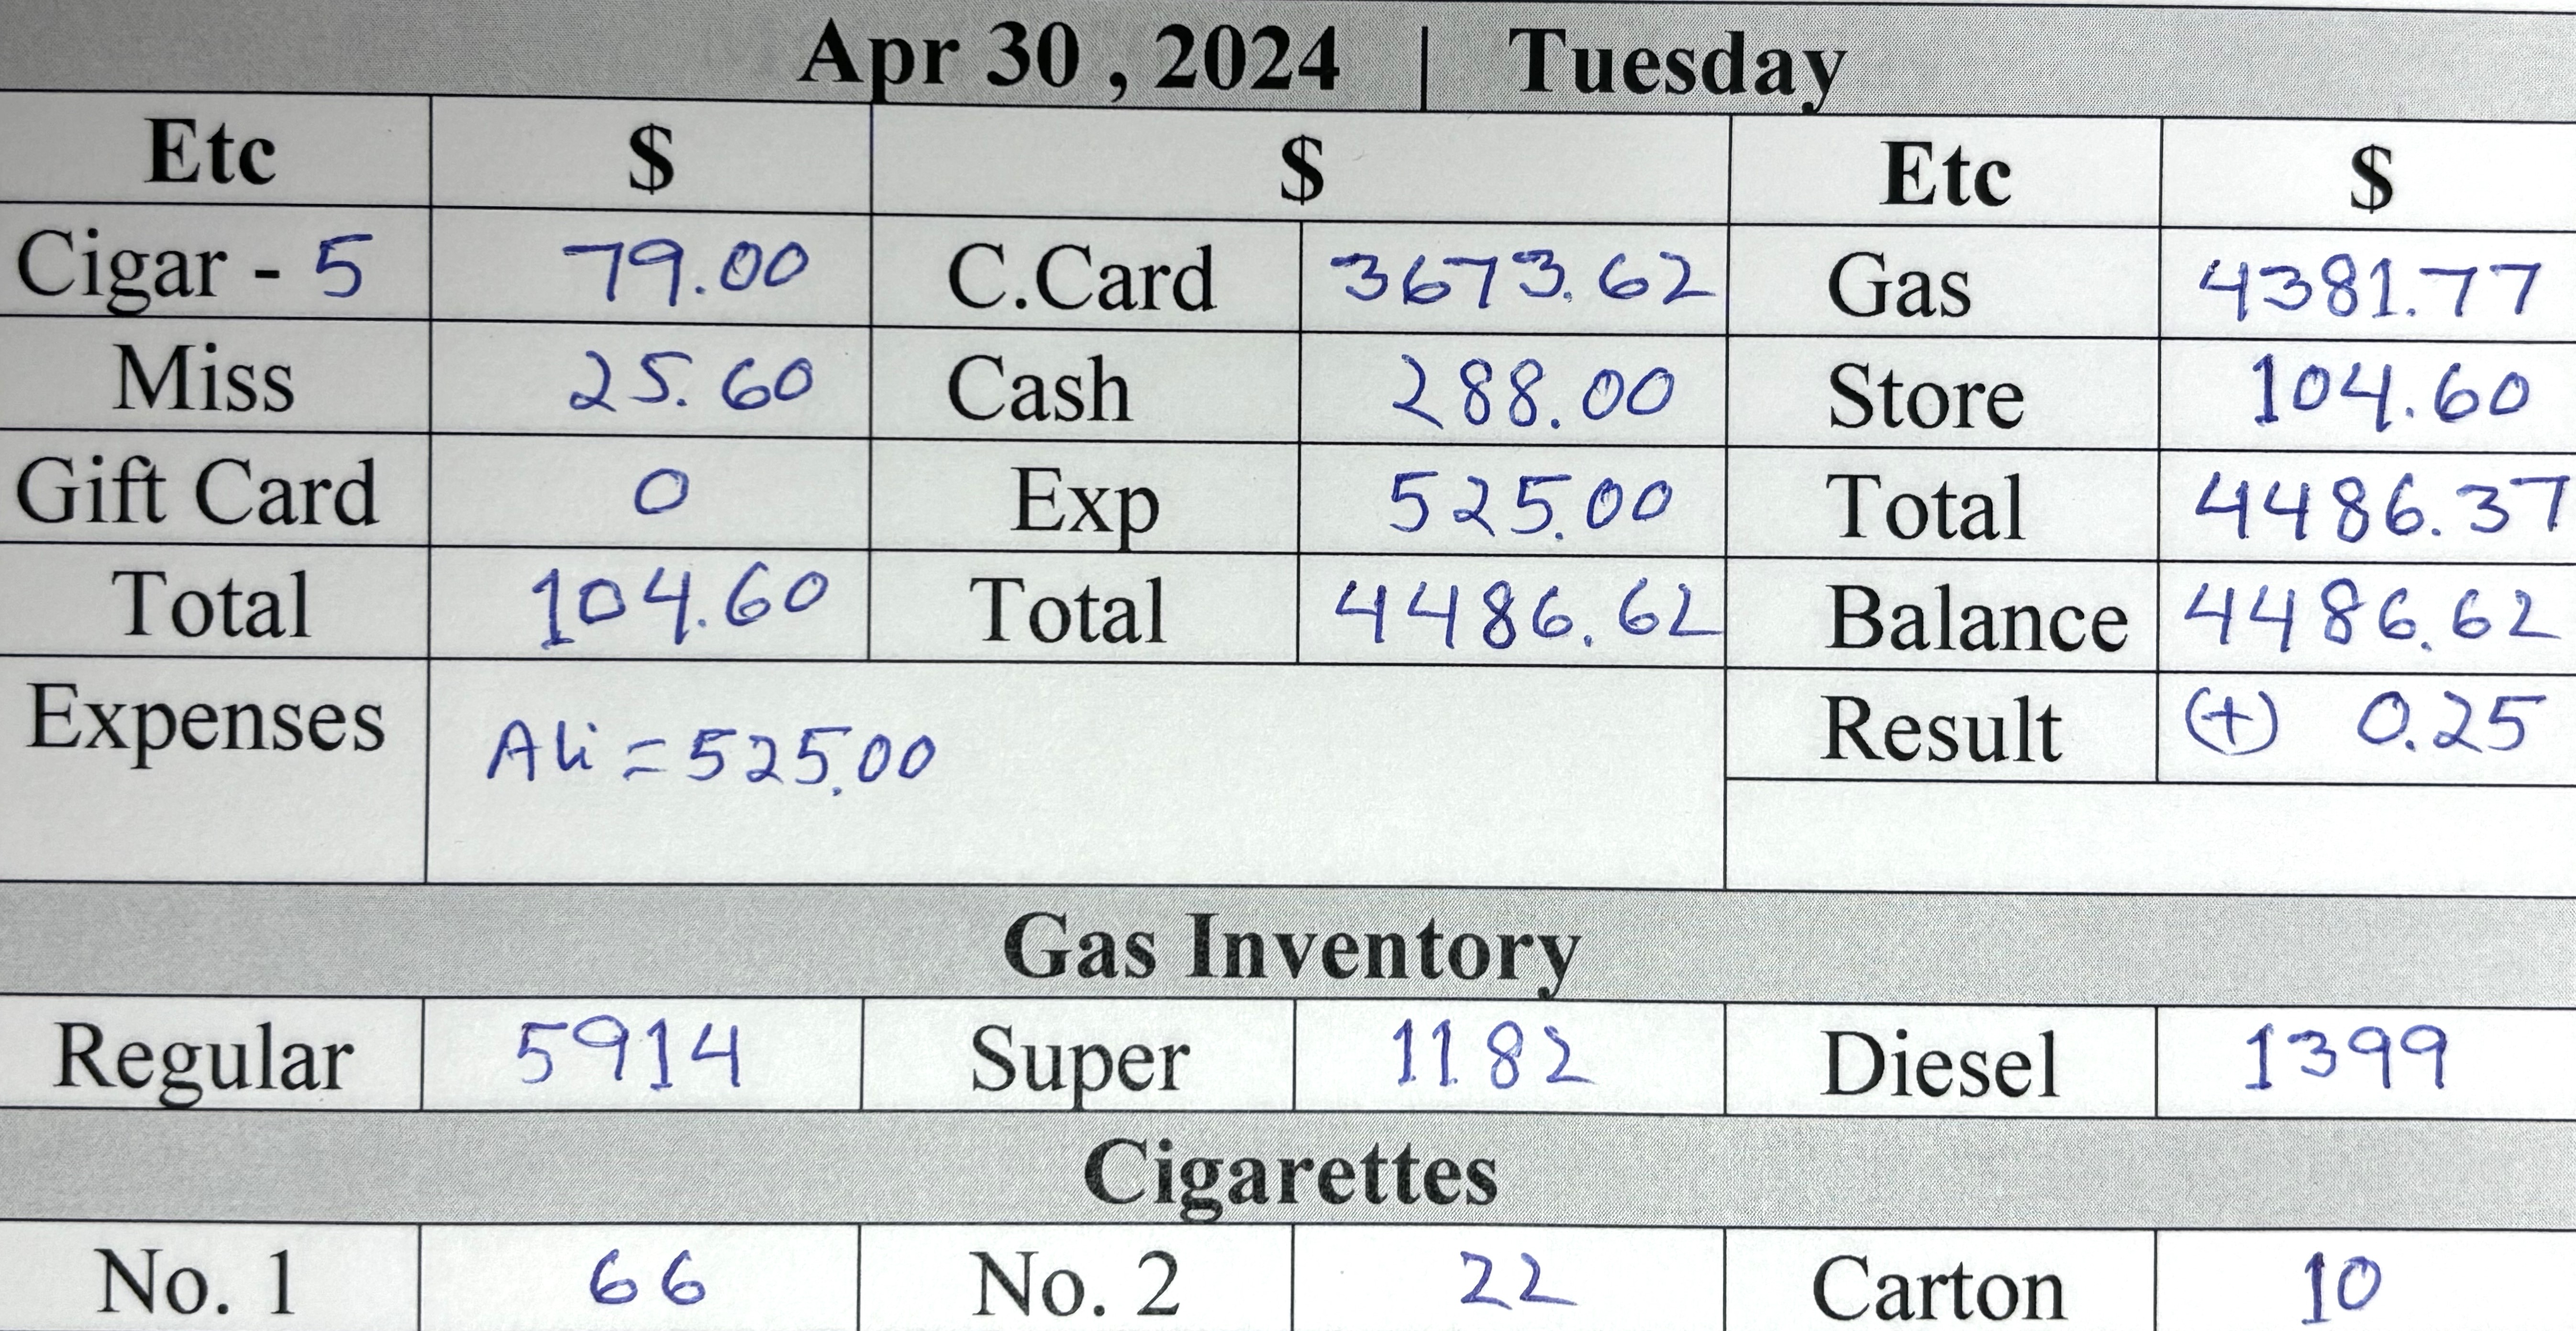 Apr 30 , 2024 | Tuesday
Etc $ $ Etc $
Cigar - 5 79.00 C.Card 3673.62 Gas 4381.77
Miss 25.60 Cash 288.00 Store 104.60
Gift Card 0 Exp 525.00 Total 4486.37
Total 104.60 Total 4486.62 Balance 4486.62
Expenses Ali = 525.00 Result (+) 0.25
Gas Inventory
Regular 5914 Super 1182 Diesel 1399
Cigarettes
No. 1 66 No. 2 22 Carton 10